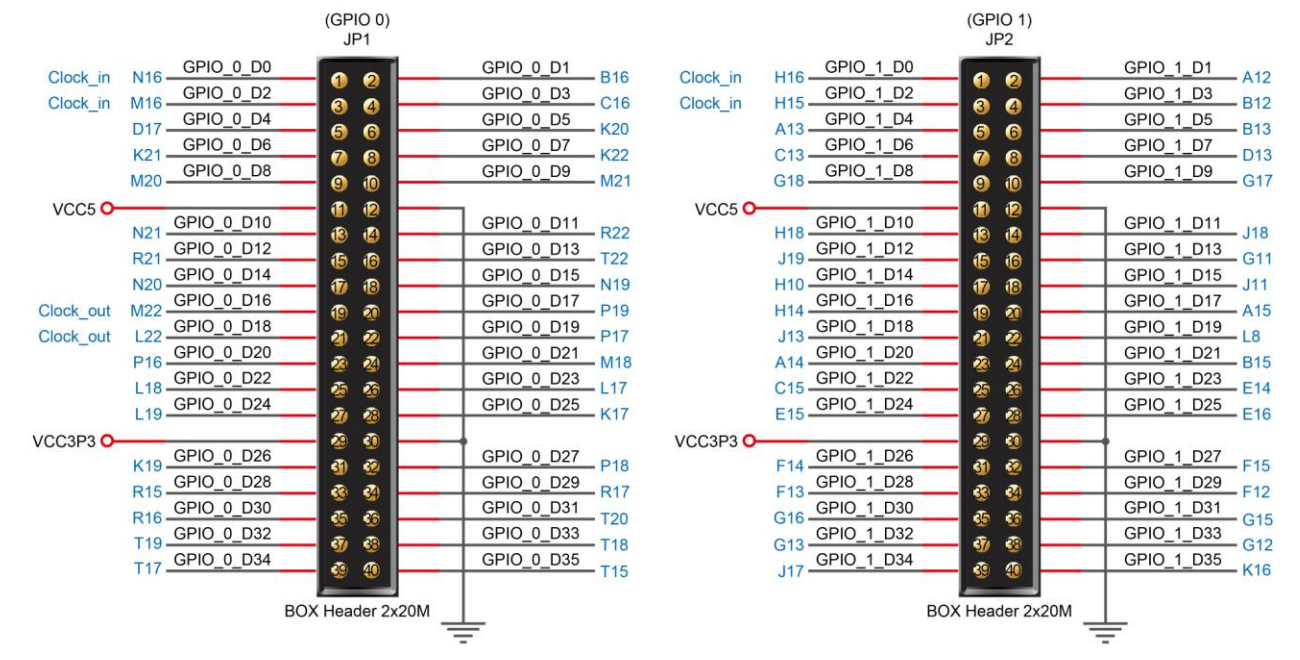 (GPIO 0)
JP1
Clock_in N16 GPIO_0_D0 1 2 GPIO_0_D1 B16
Clock_in M16 GPIO_0_D2 3 4 GPIO_0_D3 C16
D17 GPIO_0_D4 5 6 GPIO_0_D5 K20
K21 GPIO_0_D6 7 8 GPIO_0_D7 K22
M20 GPIO_0_D8 9 10 GPIO_0_D9 M21
VCC5 11 12
N21 GPIO_0_D10 13 14 GPIO_0_D11 R22
R21 GPIO_0_D12 15 16 GPIO_0_D13 T22
N20 GPIO_0_D14 17 18 GPIO_0_D15 N19
Clock_out M22 GPIO_0_D16 19 20 GPIO_0_D17 P19
Clock_out L22 GPIO_0_D18 21 22 GPIO_0_D19 P17
P16 GPIO_0_D20 23 24 GPIO_0_D21 M18
L18 GPIO_0_D22 25 26 GPIO_0_D23 L17
L19 GPIO_0_D24 27 28 GPIO_0_D25 K17
VCC3P3 29 30
K19 GPIO_0_D26 31 32 GPIO_0_D27 P18
R15 GPIO_0_D28 33 34 GPIO_0_D29 R17
R16 GPIO_0_D30 35 36 GPIO_0_D31 T20
T19 GPIO_0_D32 37 38 GPIO_0_D33 T18
T17 GPIO_0_D34 39 40 GPIO_0_D35 T15
BOX Header 2x20M
(GPIO 1)
JP2
Clock_in H16 GPIO_1_D0 1 2 GPIO_1_D1 A12
Clock_in H15 GPIO_1_D2 3 4 GPIO_1_D3 B12
A13 GPIO_1_D4 5 6 GPIO_1_D5 B13
C13 GPIO_1_D6 7 8 GPIO_1_D7 D13
G18 GPIO_1_D8 9 10 GPIO_1_D9 G17
VCC5 11 12
H18 GPIO_1_D10 13 14 GPIO_1_D11 J18
J19 GPIO_1_D12 15 16 GPIO_1_D13 G11
H10 GPIO_1_D14 17 18 GPIO_1_D15 J11
H14 GPIO_1_D16 19 20 GPIO_1_D17 A15
J13 GPIO_1_D18 21 22 GPIO_1_D19 L8
A14 GPIO_1_D20 23 24 GPIO_1_D21 B15
C15 GPIO_1_D22 25 26 GPIO_1_D23 E14
E15 GPIO_1_D24 27 28 GPIO_1_D25 E16
VCC3P3 29 30
F14 GPIO_1_D26 31 32 GPIO_1_D27 F15
F13 GPIO_1_D28 33 34 GPIO_1_D29 F12
G16 GPIO_1_D30 35 36 GPIO_1_D31 G15
G13 GPIO_1_D32 37 38 GPIO_1_D33 G12
J17 GPIO_1_D34 39 40 GPIO_1_D35 K16
BOX Header 2x20M